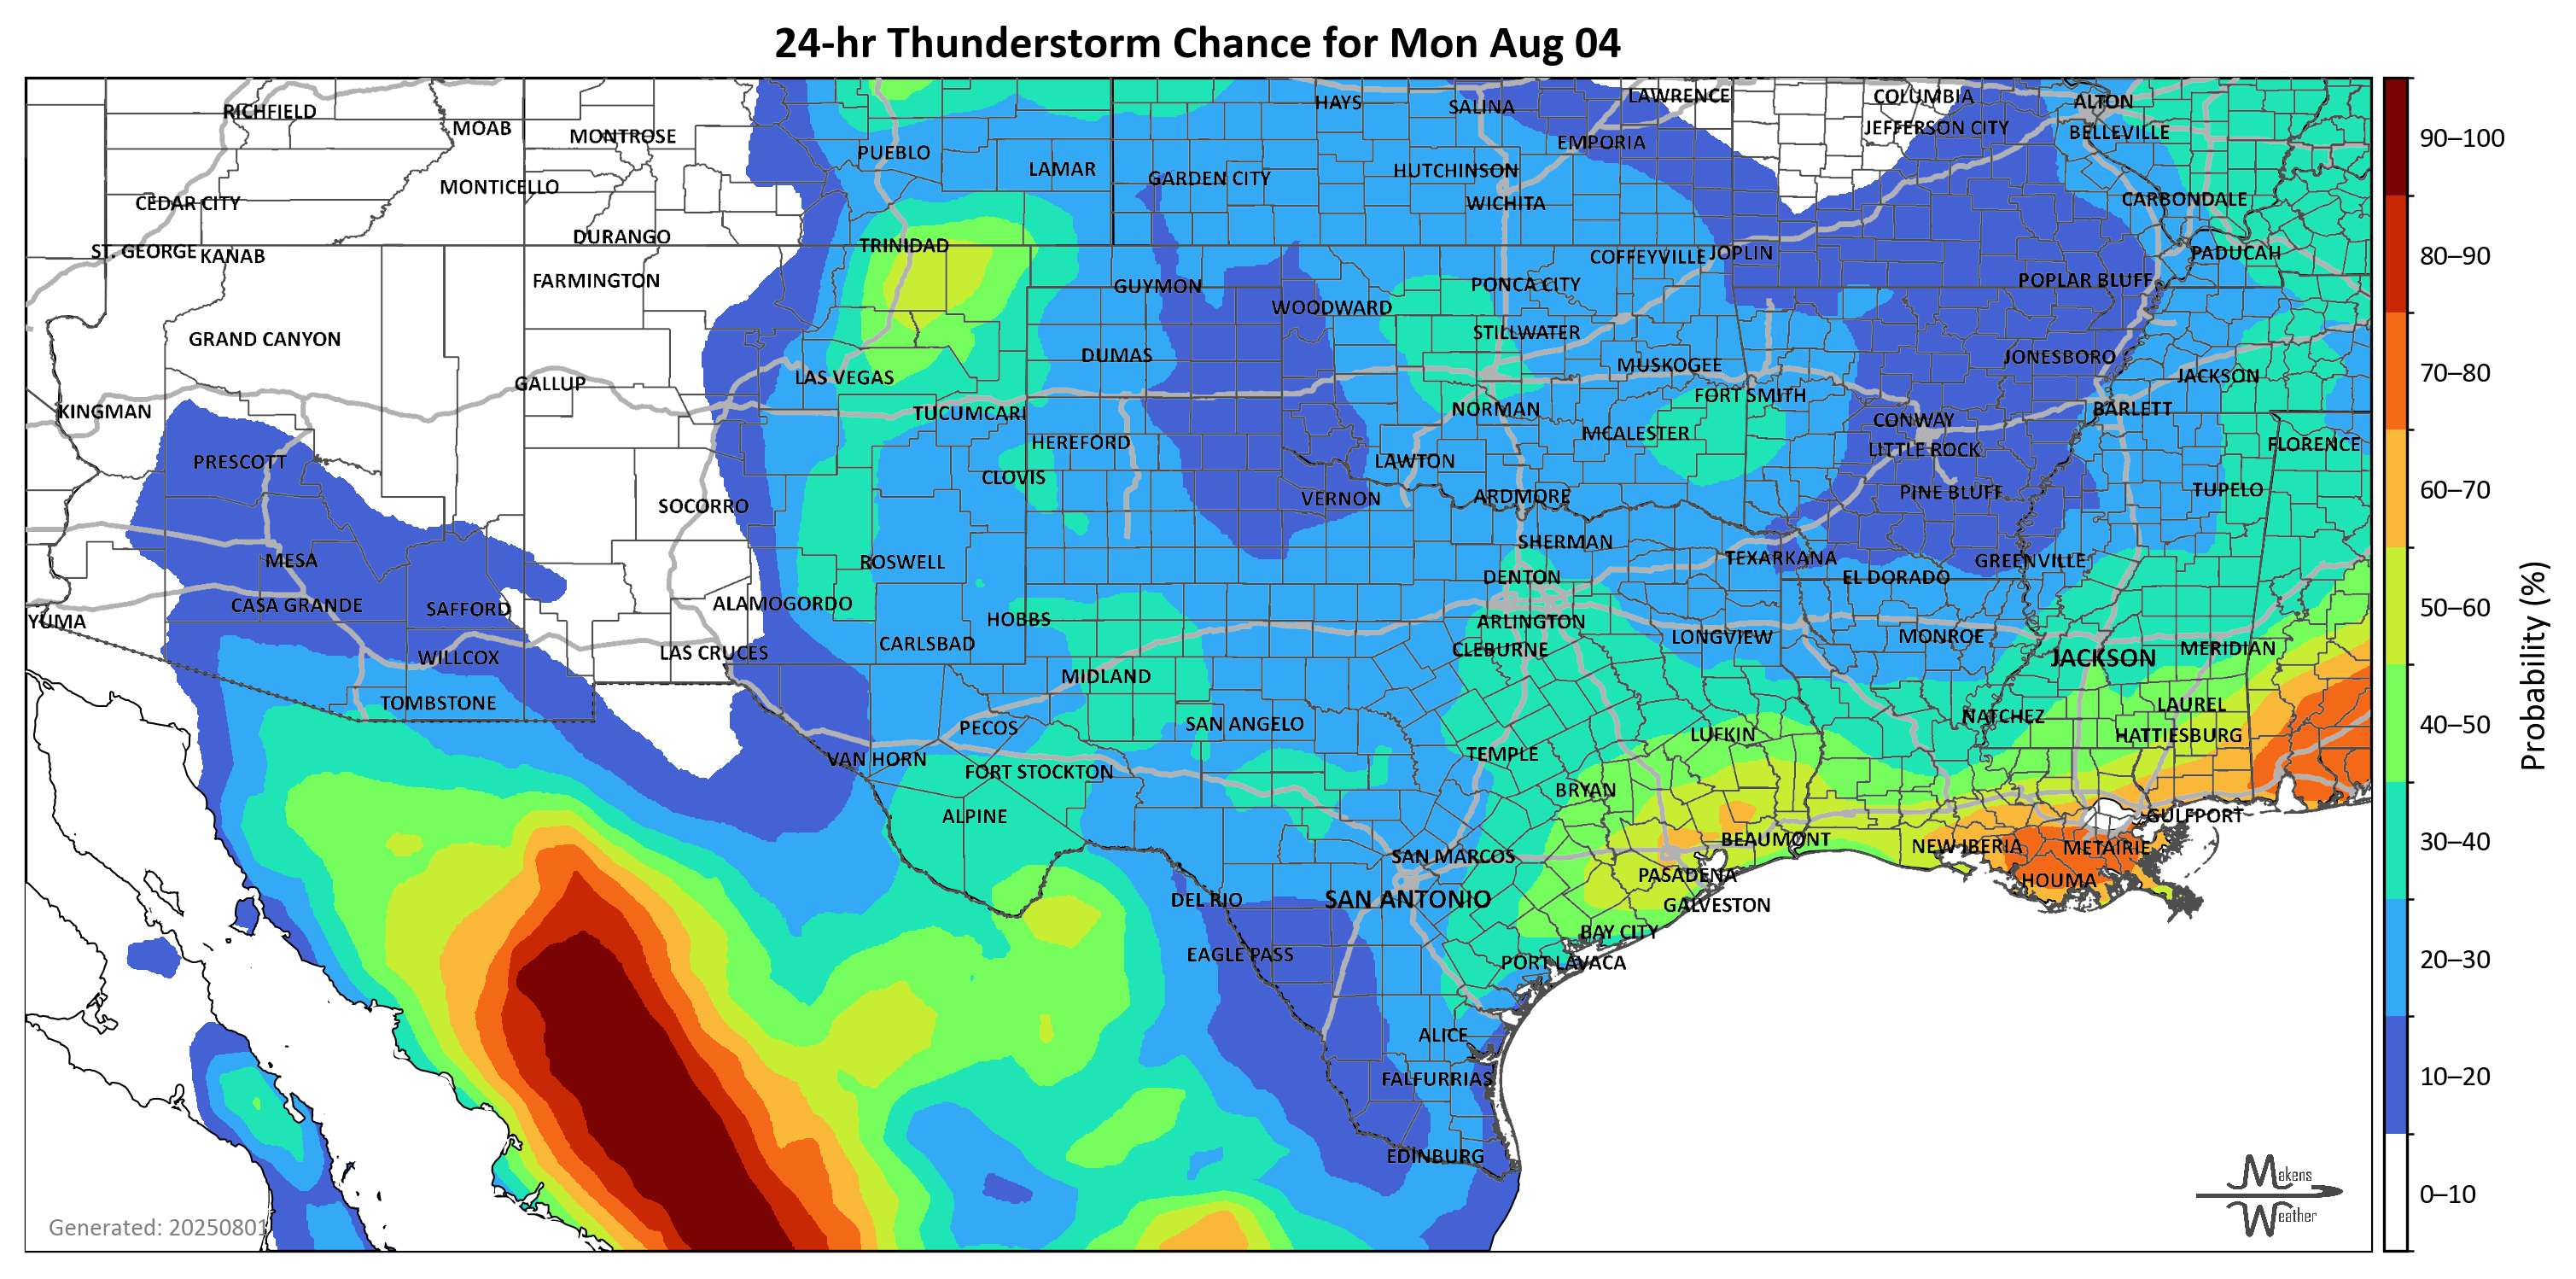 24-hr Thunderstorm Chance for Mon Aug 04
RICHFIELD
MOAB
MONTROSE
PUEBLO
LAMAR
HAYS
SALINA
LAWRENCE
COLUMBIA
ALTON
JEFFERSON CITY
BELLEVILLE
EMPORIA
90–100
CEDAR CITY
MONTICELLO
GARDEN CITY
HUTCHINSON
WICHITA
CARBONDALE
ST. GEORGE
KANAB
DURANGO
TRINIDAD
COFFEYVILLE
JOPLIN
PADUCAH
80–90
FARMINGTON
GUYMON
WOODWARD
PONCA CITY
POPLAR BLUFF
GRAND CANYON
STILLWATER
DUMAS
MUSKOGEE
JONESBORO
JACKSON
70–80
KINGMAN
GALLUP
LAS VEGAS
TUCUMCARI
NORMAN
FORT SMITH
CONWAY
BARLETT
PRESCOTT
HEREFORD
MCALESTER
LITTLE ROCK
FLORENCE
LAWTON
CLOVIS
SOCORRO
VERNON
ARDMORE
PINE BLUFF
TUPELO
60–70
MESA
ROSWELL
SHERMAN
TEXARKANA
GREENVILLE
DENTON
EL DORADO
YUMA
CASA GRANDE
SAFFORD
ALAMOGORDO
HOBBS
ARLINGTON
50–60
WILLCOX
LAS CRUCES
CARLSBAD
CLEBURNE
LONGVIEW
MONROE
JACKSON
MERIDIAN
TOMBSTONE
MIDLAND
Probability (%)
PECOS
SAN ANGELO
NATCHEZ
LAUREL
40–50
VAN HORN
FORT STOCKTON
TEMPLE
LUFKIN
HATTIESBURG
ALPINE
BRYAN
GULFPORT
30–40
SAN MARCOS
BEAUMONT
NEW IBERIA
METAIRIE
DEL RIO
SAN ANTONIO
PASADENA
GALVESTON
HOUMA
EAGLE PASS
BAY CITY
PORT LAVACA
20–30
ALICE
FALFURRIAS
10–20
EDINBURG
Makens
Weather
0–10
Generated: 20250801